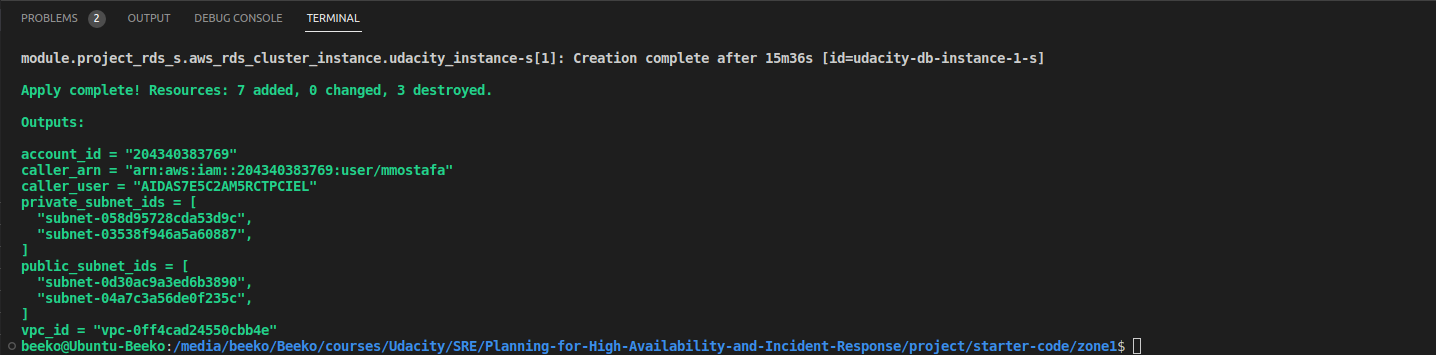 PROBLEMS 2 OUTPUT DEBUG CONSOLE TERMINAL
module.project_rds_s.aws_rds_cluster_instance.udacity_instance-s[1]: Creation complete after 15m36s [id=udacity-db-instance-1-s]
Apply complete! Resources: 7 added, 0 changed, 3 destroyed.
Outputs:
account_id = "204340383769"
caller_arn = "arn:aws:iam::204340383769:user/mmostafa"
caller_user = "AIDAS7E5C2AM5RCTPCIEL"
private_subnet_ids = [
  "subnet-058d95728cda53d9c",
  "subnet-03538f946a5a60887",
]
public_subnet_ids = [
  "subnet-0d30ac9a3ed6b3890",
  "subnet-04a7c3a56de0f235c",
]
vpc_id = "vpc-0ff4cad24550cbb4e"
beeko@Ubuntu-Beeko:/media/beeko/Beeko/courses/Udacity/SRE/Planning-for-High-Availability-and-Incident-Response/project/starter-code/zone1$